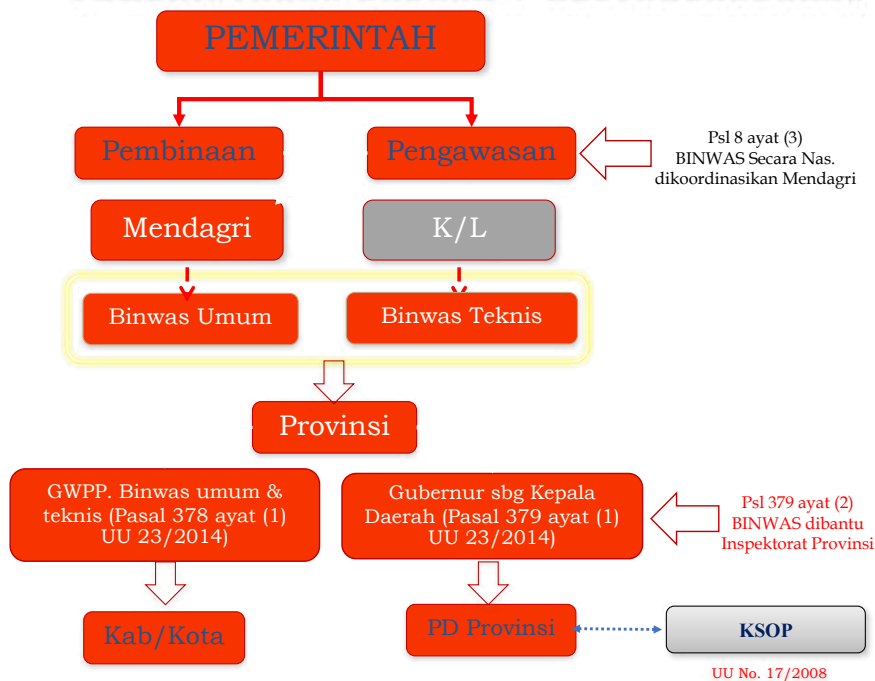 PEMERINTAH
Pembinaan
Pengawasan
Psl 8 ayat (3)
BINWAS Secara Nas.
dikoordinasikan Mendagri
Mendagri
K/L
Binwas Umum
Binwas Teknis
Provinsi
GWPP. Binwas umum &
teknis (Pasal 378 ayat (1)
UU 23/2014)
Gubernur sbg Kepala
Daerah (Pasal 379 ayat (1)
UU 23/2014)
Psl 379 ayat (2)
BINWAS dibantu
Inspektorat Provinsi
Kab/Kota
PD Provinsi
KSOP
UU No. 17/2008